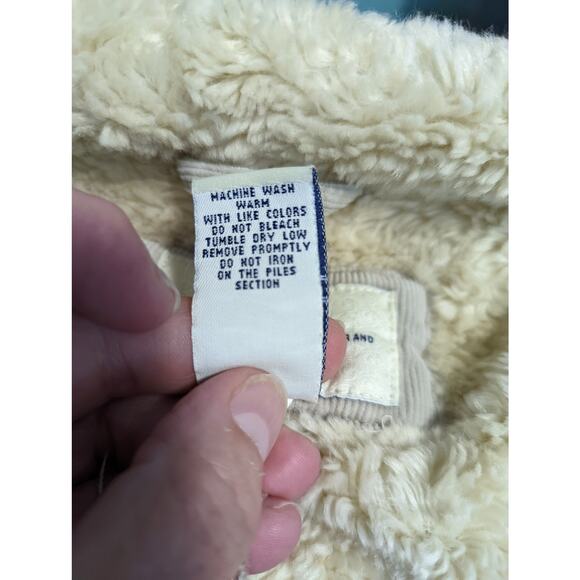 MACHINE WASH
WARM
WITH LIKE COLORS
DO NOT BLEACH
TUMBLE DRY LOW
REMOVE PROMPTLY
DO NOT IRON
ON THE PILES
SECTION
AND